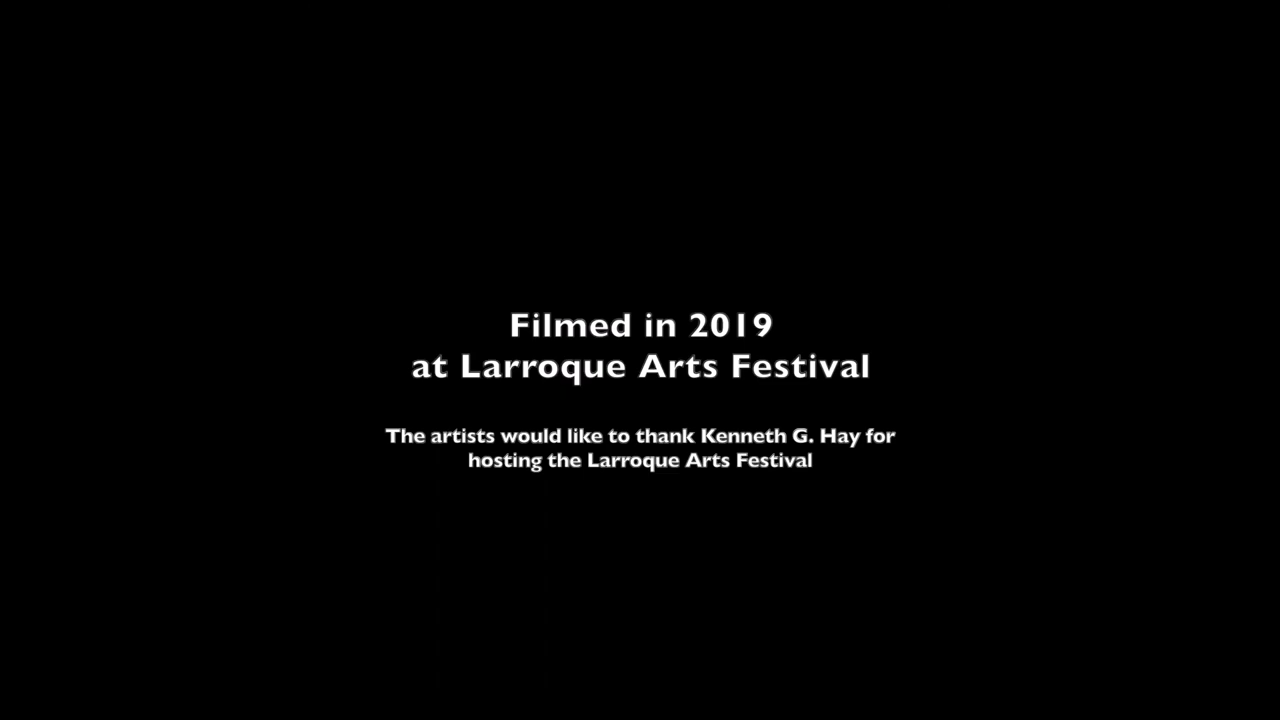 Filmed in 2019
at Larroque Arts Festival
The artists would like to thank Kenneth G. Hay for
hosting the Larroque Arts Festival